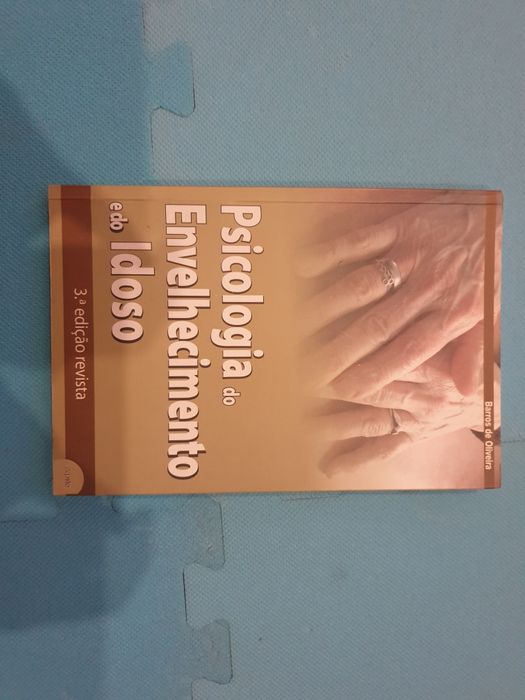 Barros de Oliveira
Psicologia do
Envelhecimento
e do Idoso
3.ª edição revista